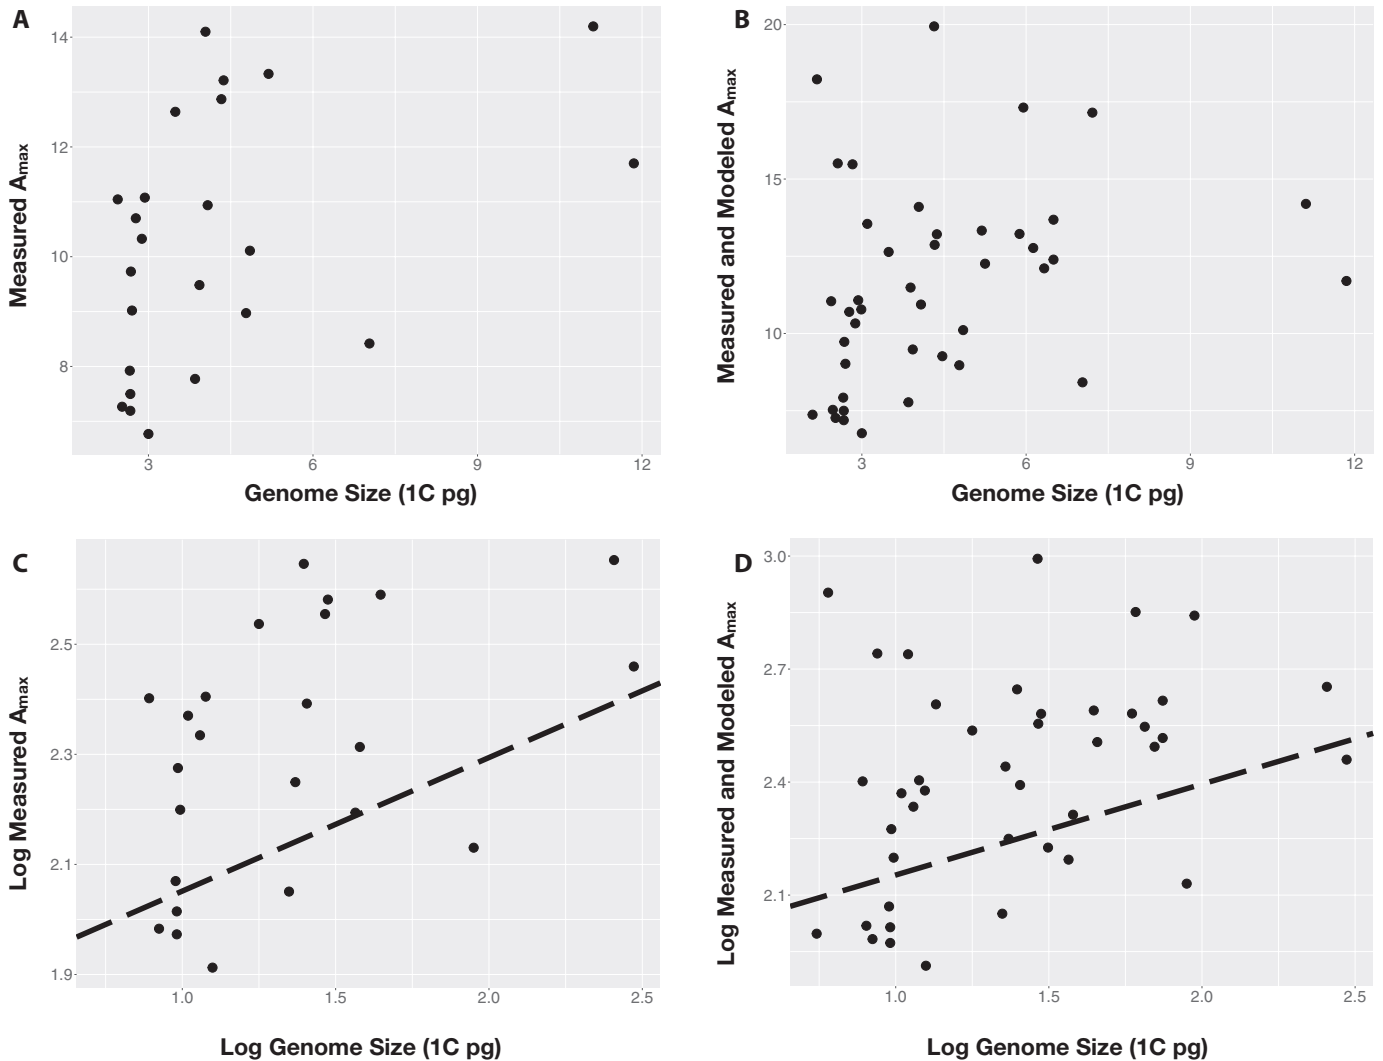 A
Measured Amax
14
12
10
8
3
6
9
12
Genome Size (1C pg)
B
Measured and Modeled Amax
20
15
10
3
6
9
12
Genome Size (1C pg)
C
Log Measured Amax
2.5
2.3
2.1
1.9
1.0
1.5
2.0
2.5
Log Genome Size (1C pg)
D
Log Measured and Modeled Amax
3.0
2.7
2.4
2.1
1.0
1.5
2.0
2.5
Log Genome Size (1C pg)